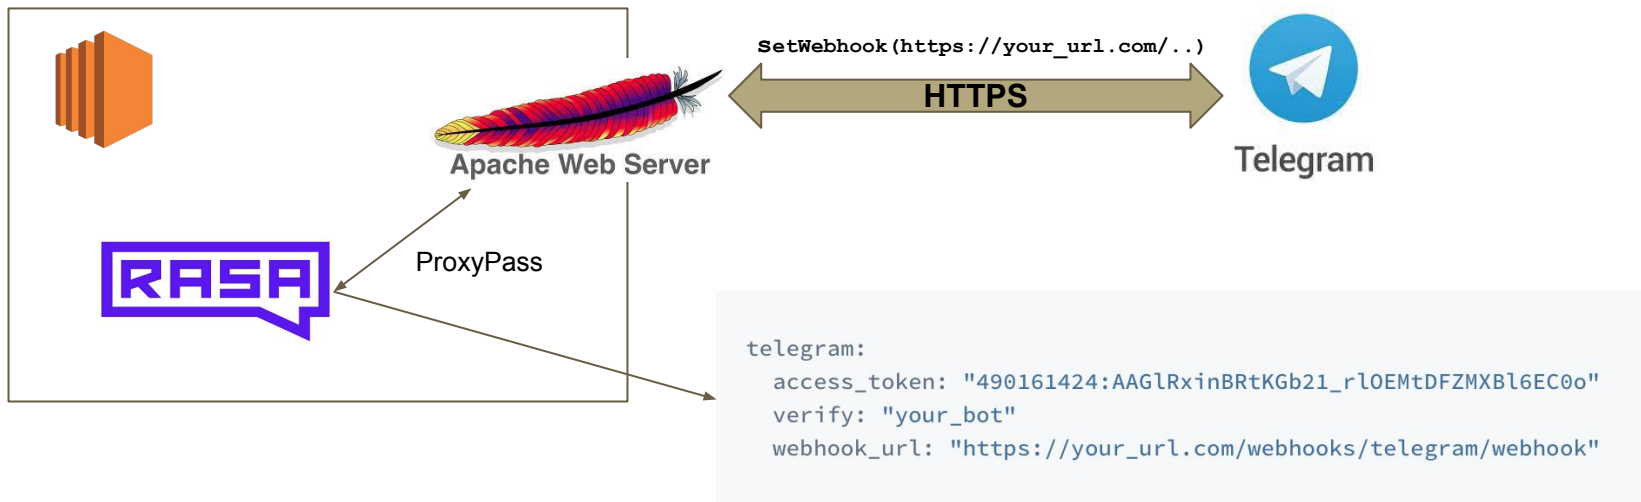 SetWebhook(https://your_url.com/..)
HTTPS
Apache Web Server
Telegram
RASA
ProxyPass
telegram:
access_token: "490161424:AAGlRxinBRtKGb21_rlOEMtDFZMXBl6EC0o"
verify: "your_bot"
webhook_url: "https://your_url.com/webhooks/telegram/webhook"